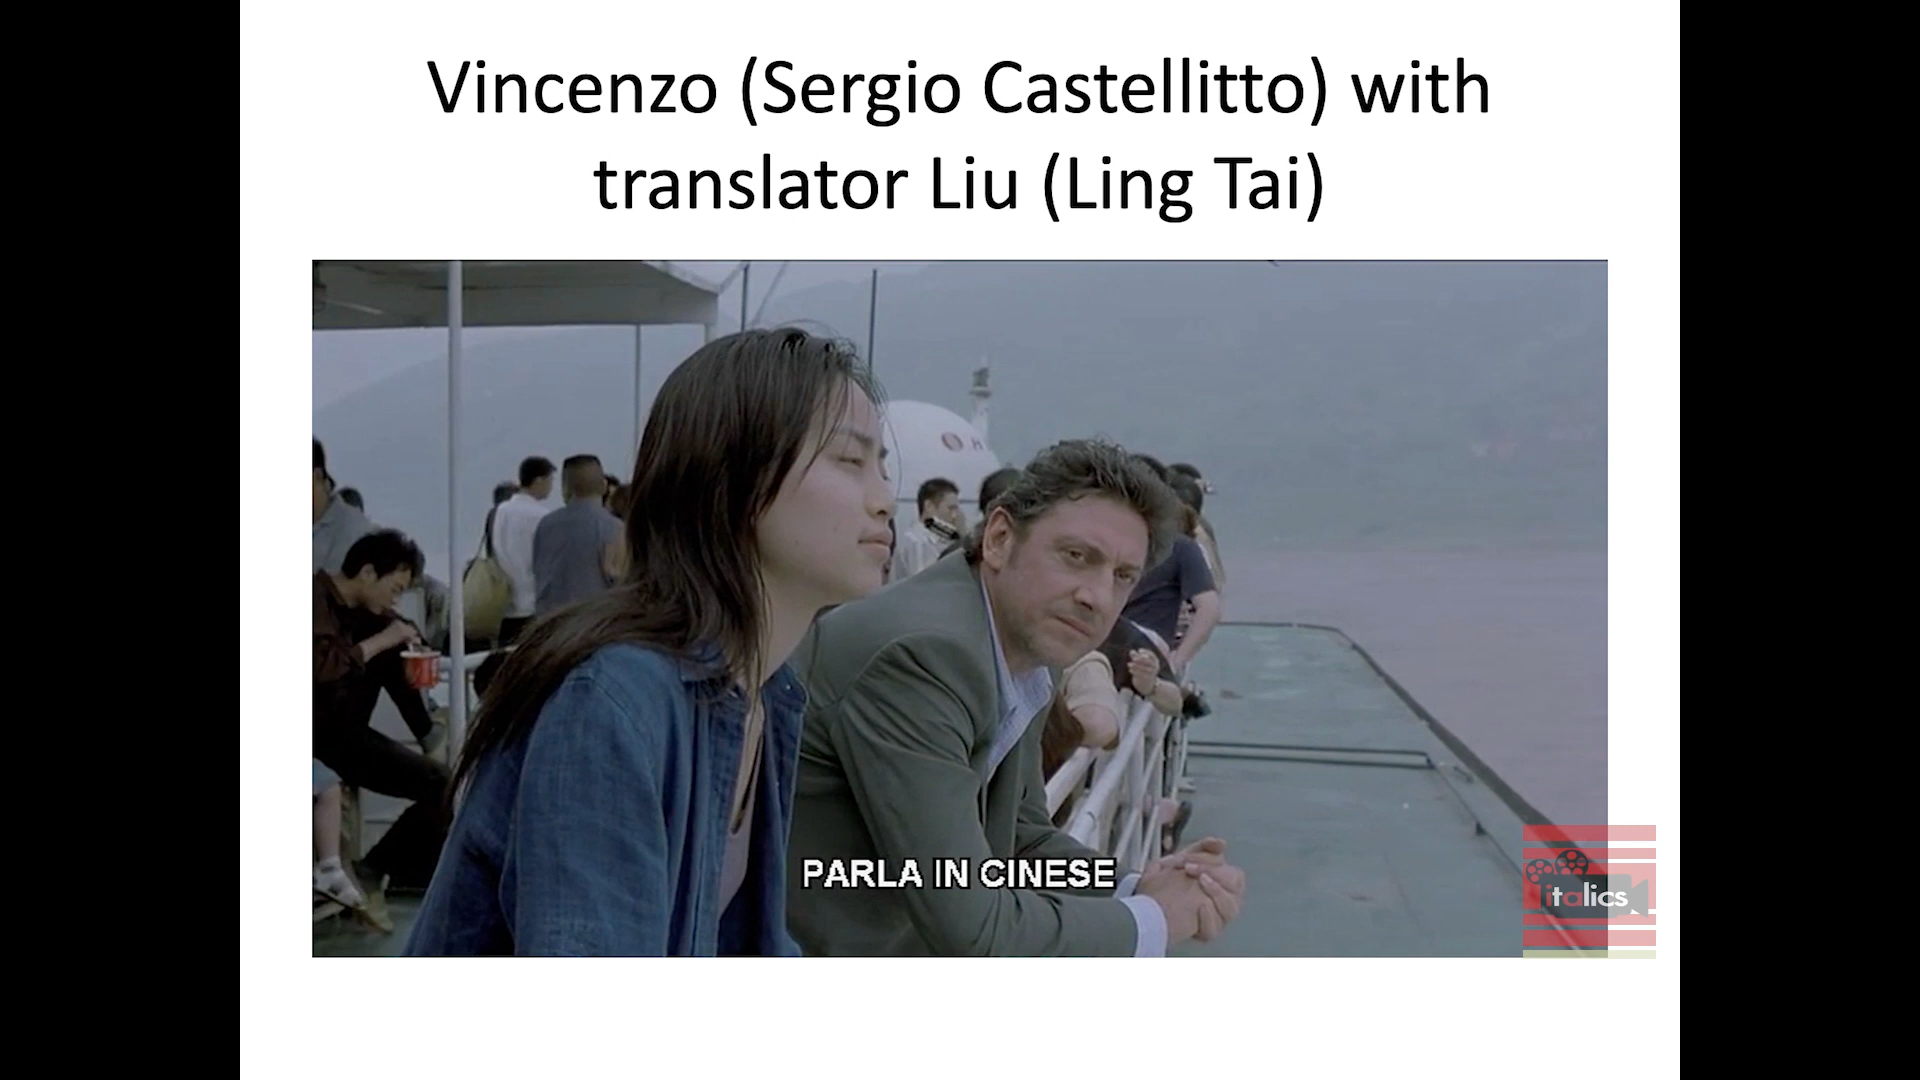 Vincenzo (Sergio Castellitto) with
translator Liu (Ling Tai)
PARLA IN CINESE
italics